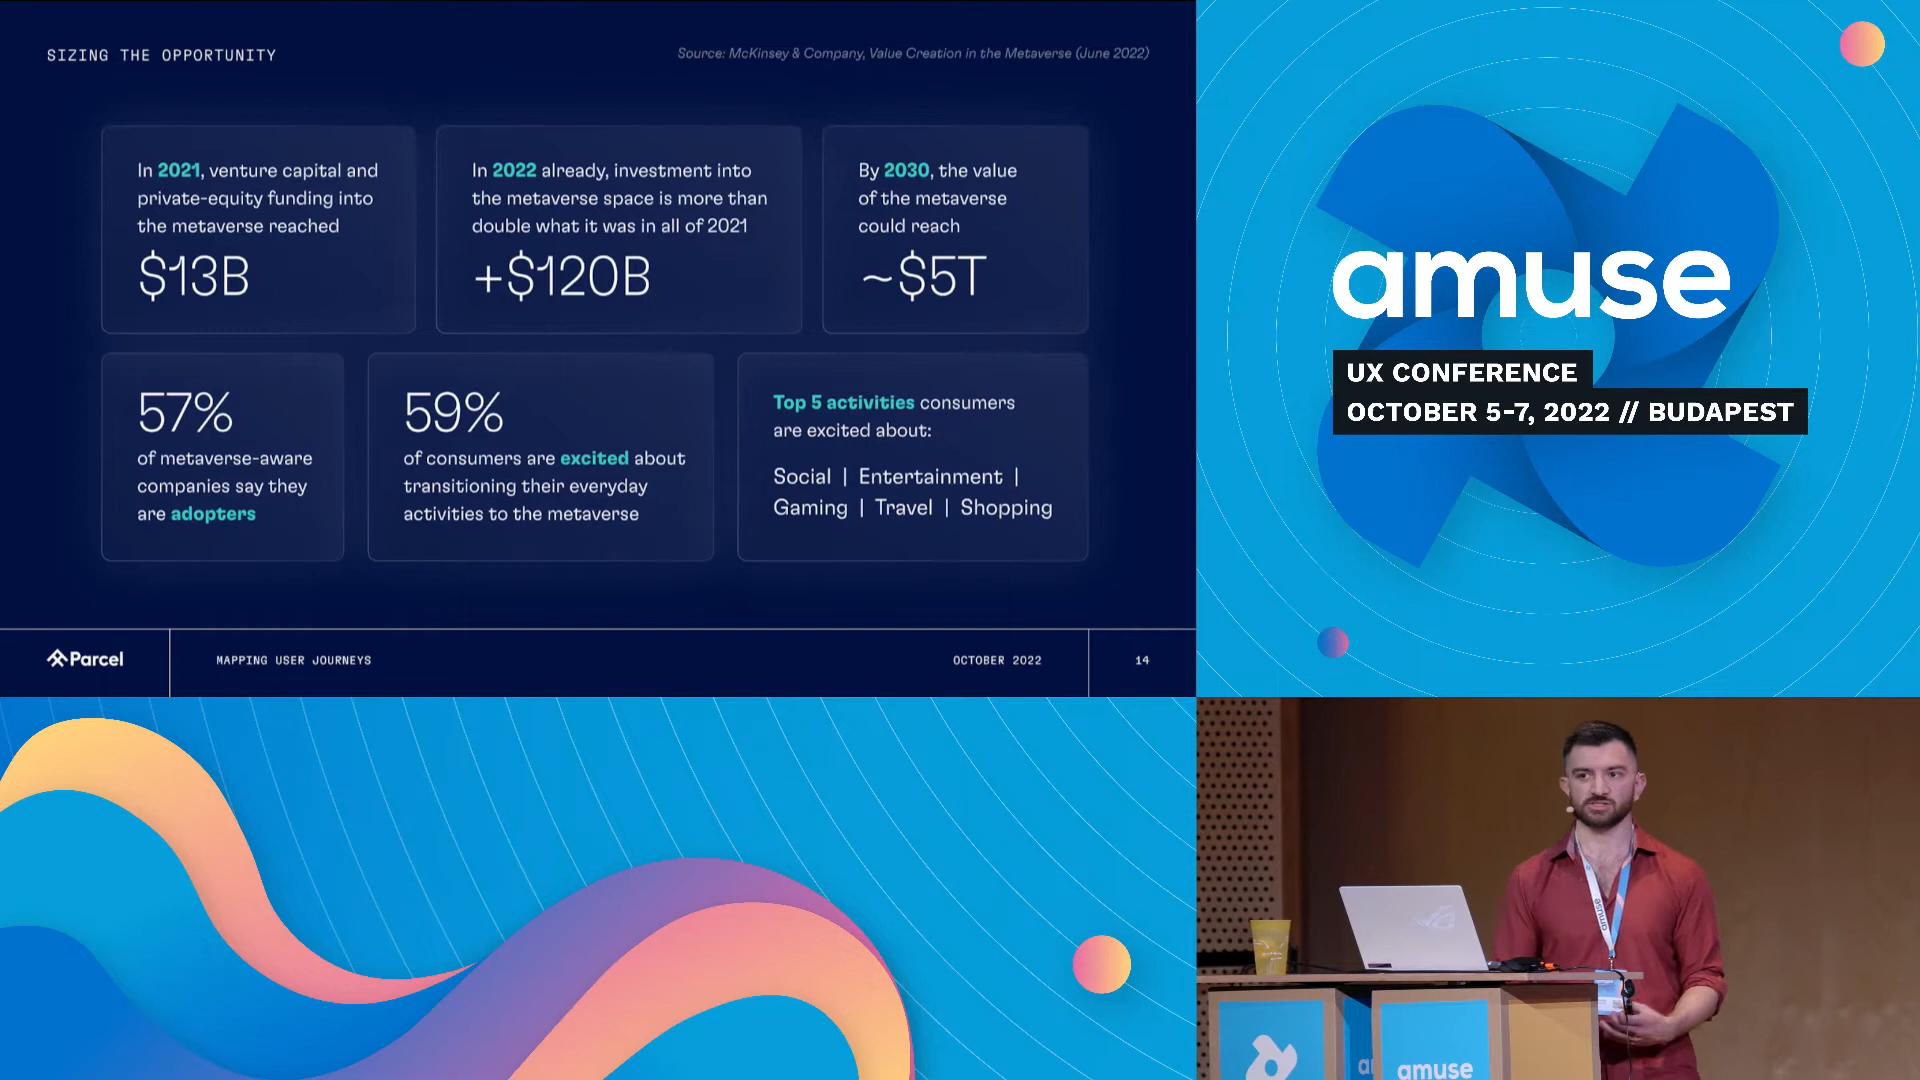 SIZING THE OPPORTUNITY
Source: McKinsey & Company, Value Creation in the Metaverse (June 2022)
In 2021, venture capital and
private-equity funding into
the metaverse reached
$13B
In 2022 already, investment into
the metaverse space is more than
double what it was in all of 2021
+$120B
By 2030, the value
of the metaverse
could reach
~$5T
57%
of metaverse-aware
companies say they
are adopters
59%
of consumers are excited about
transitioning their everyday
activities to the metaverse
Top 5 activities consumers
are excited about:
Social | Entertainment |
Gaming | Travel | Shopping
Parcel
MAPPING USER JOURNEYS
OCTOBER 2022
14
amuse
UX CONFERENCE
OCTOBER 5-7, 2022 // BUDAPEST
amuse
a
amuse